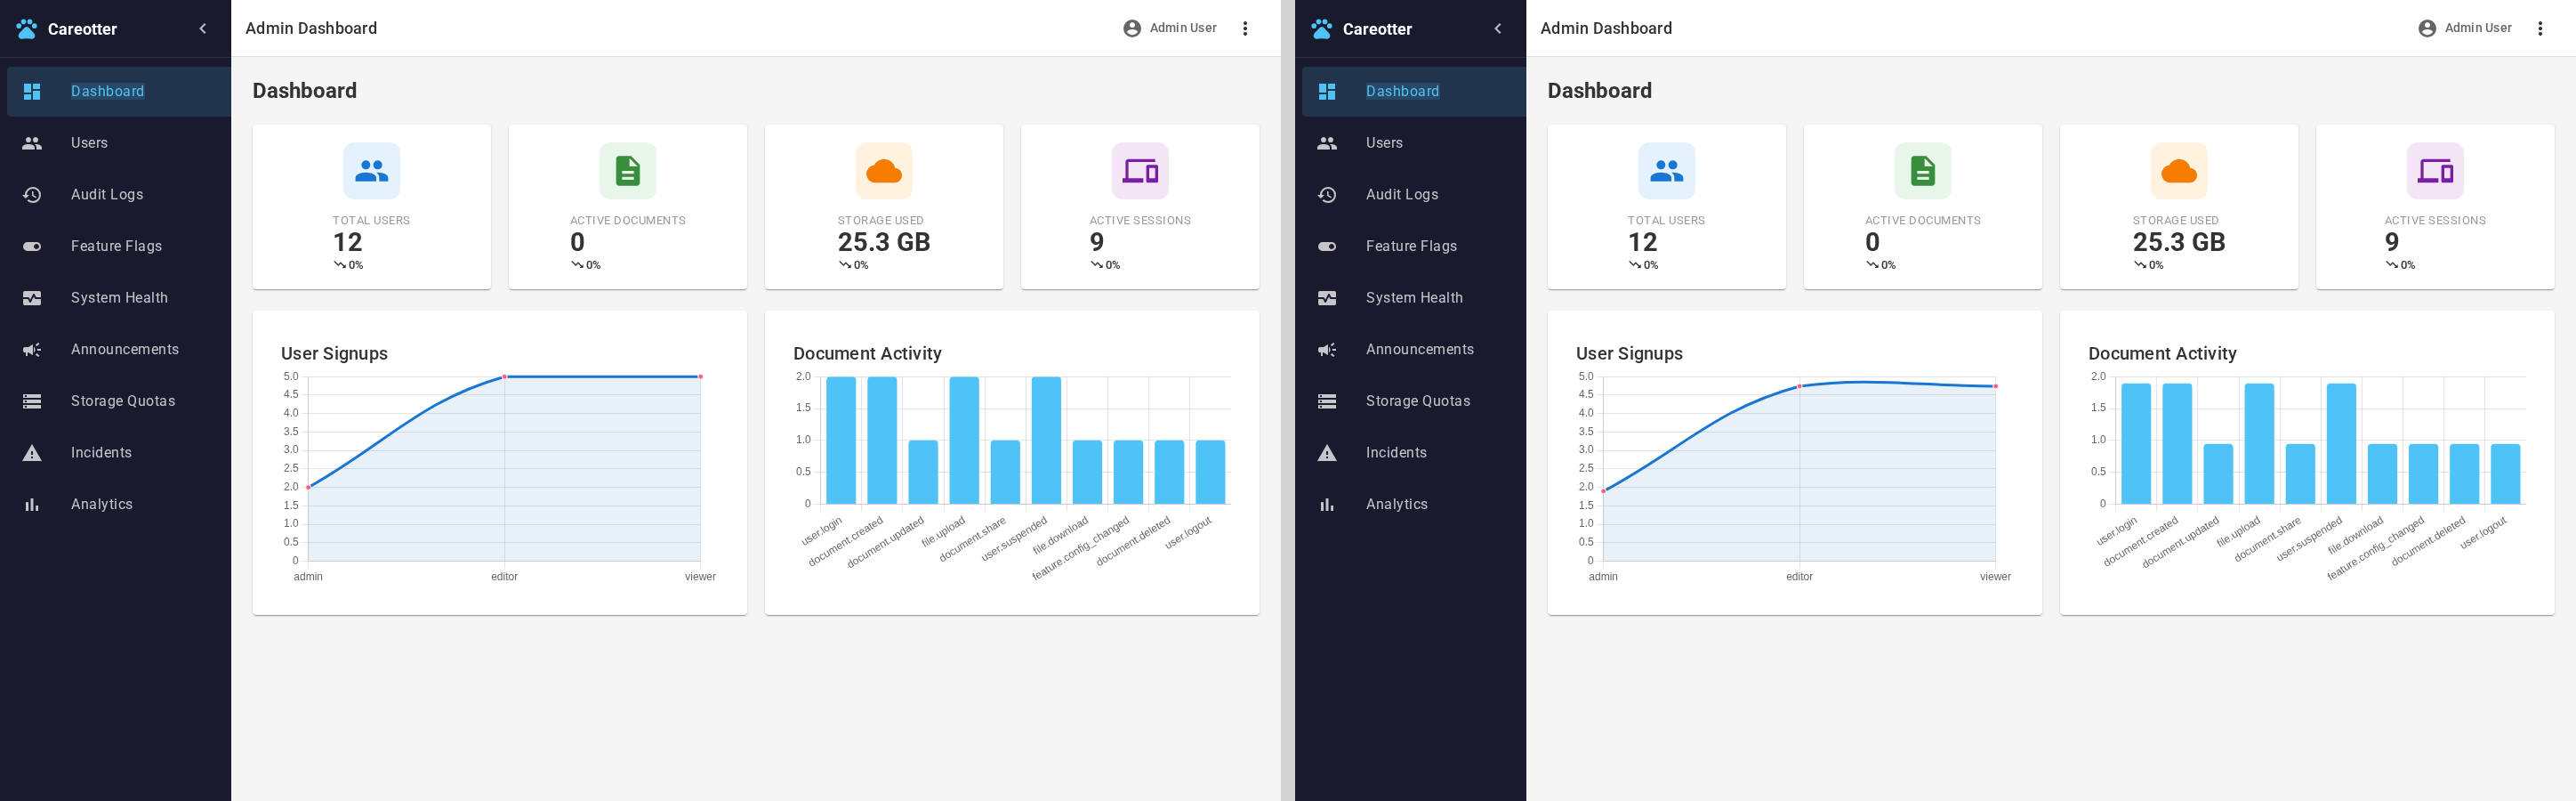 Careotter
Admin Dashboard
Admin User
Dashboard
Users
Audit Logs
Feature Flags
System Health
Announcements
Storage Quotas
Incidents
Analytics
Dashboard
TOTAL USERS
12
0%
ACTIVE DOCUMENTS
0
0%
STORAGE USED
25.3 GB
0%
ACTIVE SESSIONS
9
0%
User Signups
5.0
4.5
4.0
3.5
3.0
2.5
2.0
1.5
1.0
0.5
0
admin editor viewer
Document Activity
2.0
1.5
1.0
0.5
0
user.login
document.created
document.updated
file.upload
document.share
user.suspended
file.download
feature.config_changed
document.deleted
user.logout
Careotter
Admin Dashboard
Admin User
Dashboard
Users
Audit Logs
Feature Flags
System Health
Announcements
Storage Quotas
Incidents
Analytics
Dashboard
TOTAL USERS
12
0%
ACTIVE DOCUMENTS
0
0%
STORAGE USED
25.3 GB
0%
ACTIVE SESSIONS
9
0%
User Signups
5.0
4.5
4.0
3.5
3.0
2.5
2.0
1.5
1.0
0.5
0
admin editor viewer
Document Activity
2.0
1.5
1.0
0.5
0
user.login
document.created
document.updated
file.upload
document.share
user.suspended
file.download
feature.config_changed
document.deleted
user.logout